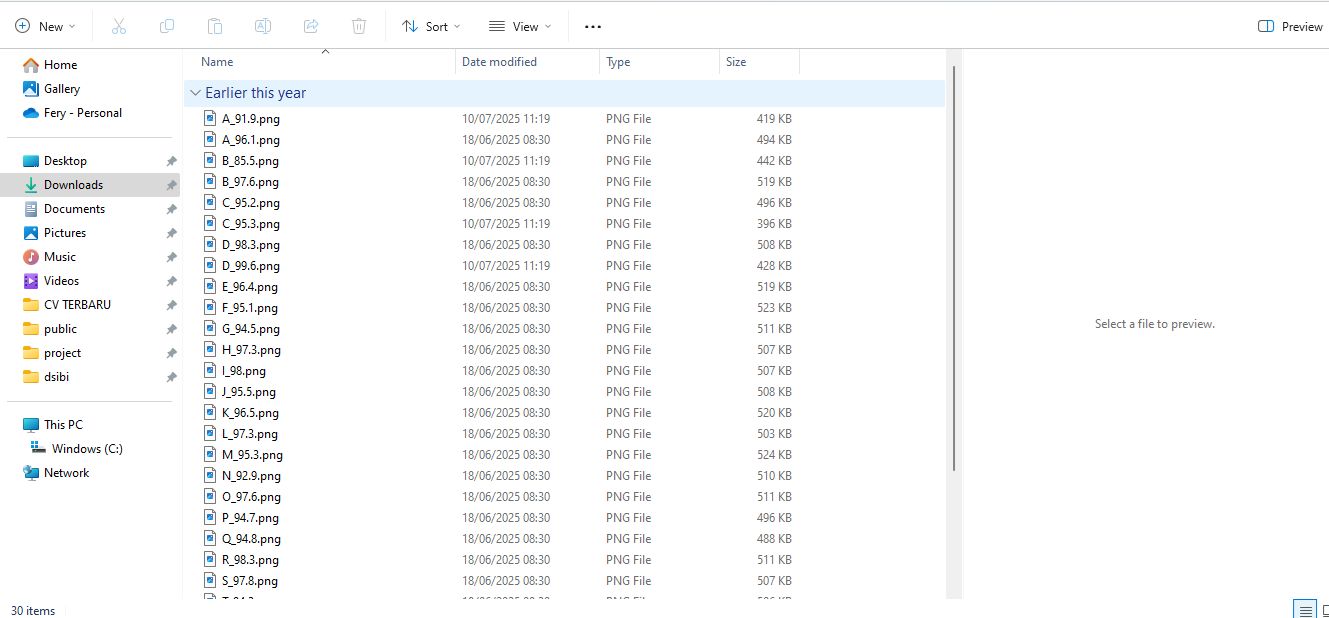 New Sort View ... Preview
Name Date modified Type Size
Home
Gallery
Fery - Personal
Desktop
Downloads
Documents
Pictures
Music
Videos
CV TERBARU
public
project
dsibi
This PC
Windows (C:)
Network
Earlier this year
A_91.9.png 10/07/2025 11:19 PNG File 419 KB
A_96.1.png 18/06/2025 08:30 PNG File 494 KB
B_85.5.png 10/07/2025 11:19 PNG File 442 KB
B_97.6.png 18/06/2025 08:30 PNG File 519 KB
C_95.2.png 18/06/2025 08:30 PNG File 496 KB
C_95.3.png 10/07/2025 11:19 PNG File 396 KB
D_98.3.png 18/06/2025 08:30 PNG File 508 KB
D_99.6.png 10/07/2025 11:19 PNG File 428 KB
E_96.4.png 18/06/2025 08:30 PNG File 519 KB
F_95.1.png 18/06/2025 08:30 PNG File 523 KB
G_94.5.png 18/06/2025 08:30 PNG File 511 KB
H_97.3.png 18/06/2025 08:30 PNG File 507 KB
I_98.png 18/06/2025 08:30 PNG File 507 KB
J_95.5.png 18/06/2025 08:30 PNG File 508 KB
K_96.5.png 18/06/2025 08:30 PNG File 520 KB
L_97.3.png 18/06/2025 08:30 PNG File 503 KB
M_95.3.png 18/06/2025 08:30 PNG File 524 KB
N_92.9.png 18/06/2025 08:30 PNG File 510 KB
O_97.6.png 18/06/2025 08:30 PNG File 511 KB
P_94.7.png 18/06/2025 08:30 PNG File 496 KB
Q_94.8.png 18/06/2025 08:30 PNG File 488 KB
R_98.3.png 18/06/2025 08:30 PNG File 511 KB
S_97.8.png 18/06/2025 08:30 PNG File 507 KB
Select a file to preview.
30 items